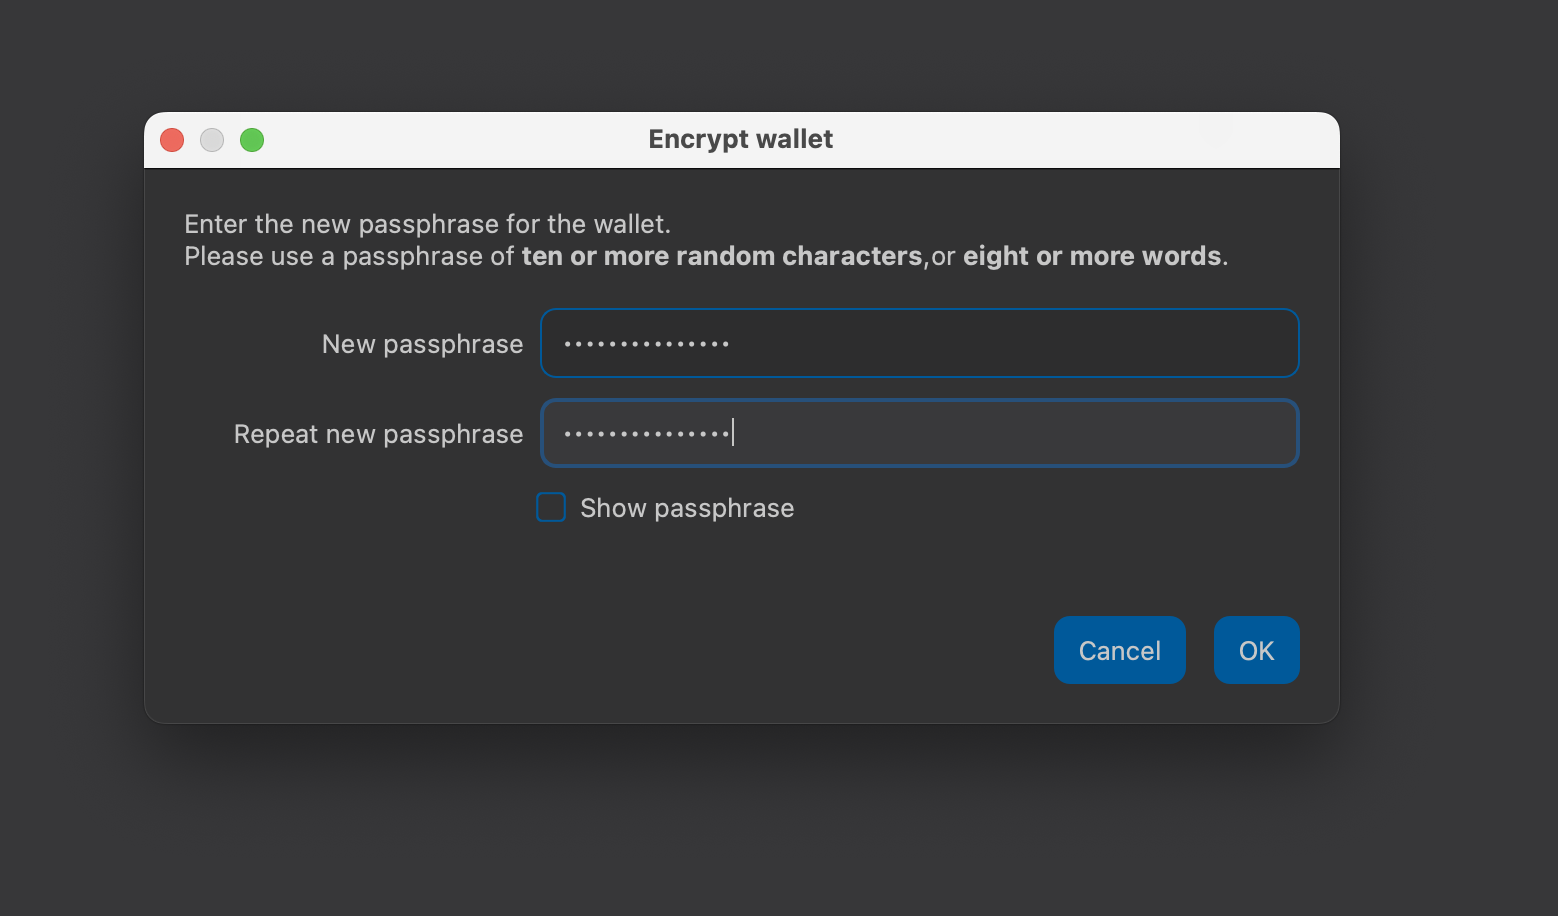 Encrypt wallet
Enter the new passphrase for the wallet.
Please use a passphrase of ten or more random characters,or eight or more words.
New passphrase •••••••••••••••
Repeat new passphrase •••••••••••••••
Show passphrase
Cancel OK